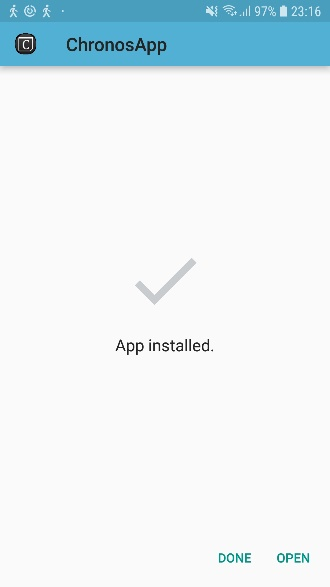 97% 23:16
C ChronosApp
App installed.
DONE OPEN